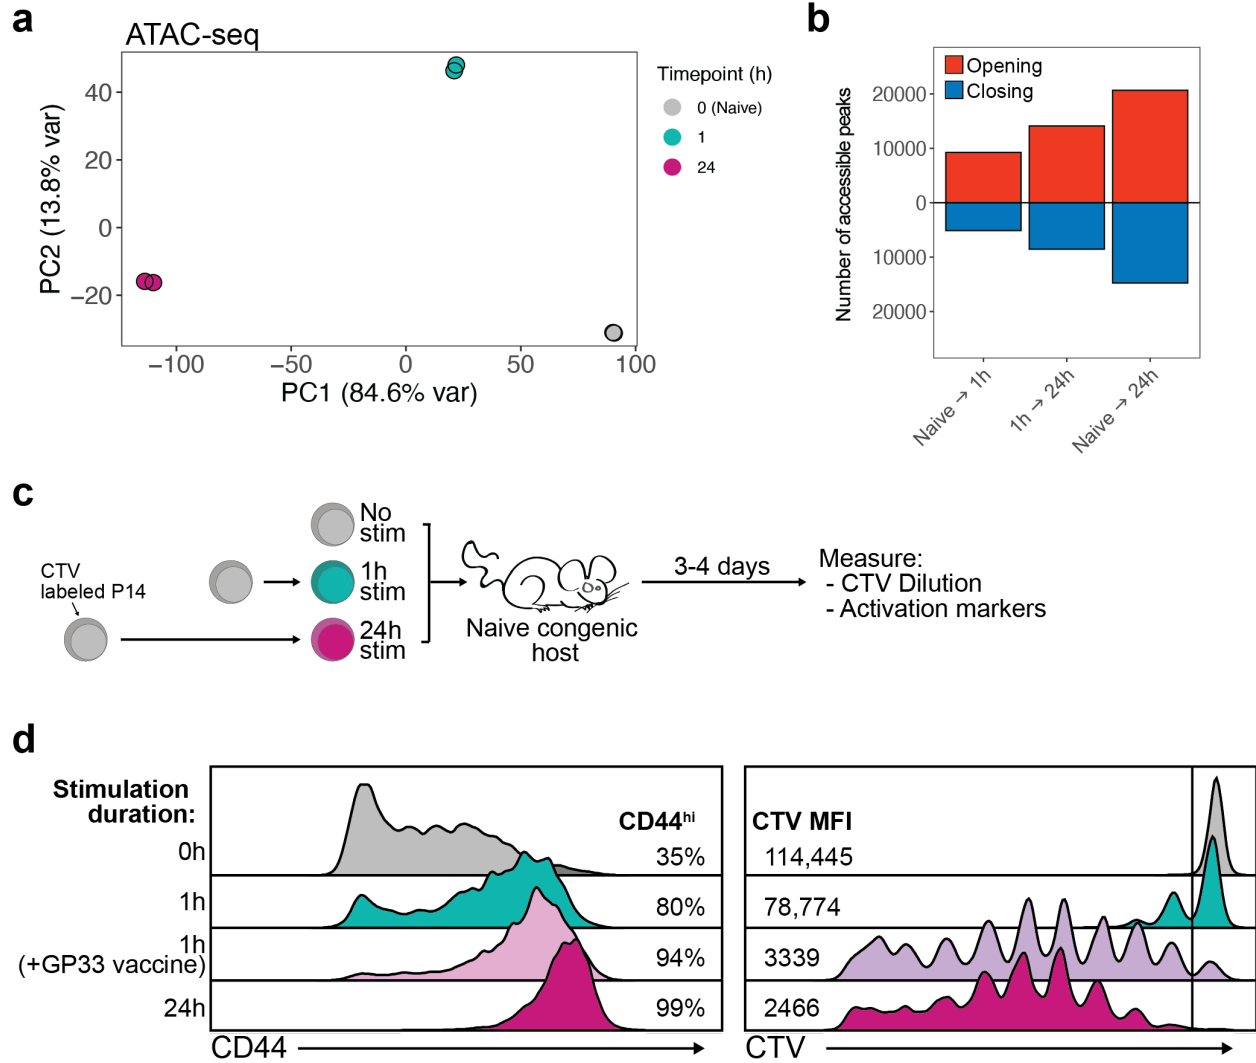 a
ATAC-seq
PC2 (13.8% var)
40
20
0
−20
−100
−50
0
50
100
PC1 (84.6% var)
Timepoint (h)
0 (Naive)
1
24
b
Number of accessible peaks
Opening
Closing
20000
10000
0
10000
20000
Naive → 1h
1h → 24h
Naive → 24h
c
CTV
labeled P14
No
stim
1h
stim
24h
stim
Naive congenic
host
3-4 days
Measure:
- CTV Dilution
- Activation markers
d
Stimulation
duration:
0h
1h
1h
(+GP33 vaccine)
24h
CD44hi
35%
80%
94%
99%
CD44
CTV MFI
114,445
78,774
3339
2466
CTV